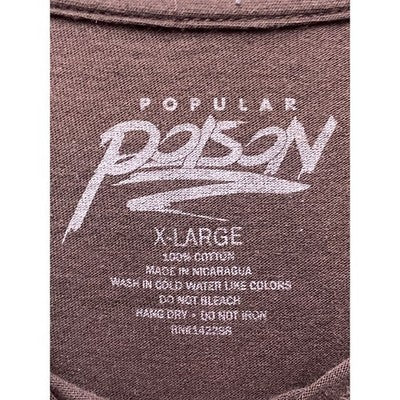 POPULAR
POISON
X-LARGE
100% COTTON
MADE IN NICARAGUA
WASH IN COLD WATER LIKE COLORS
DO NOT BLEACH
HANG DRY • DO NOT IRON
RN#142298